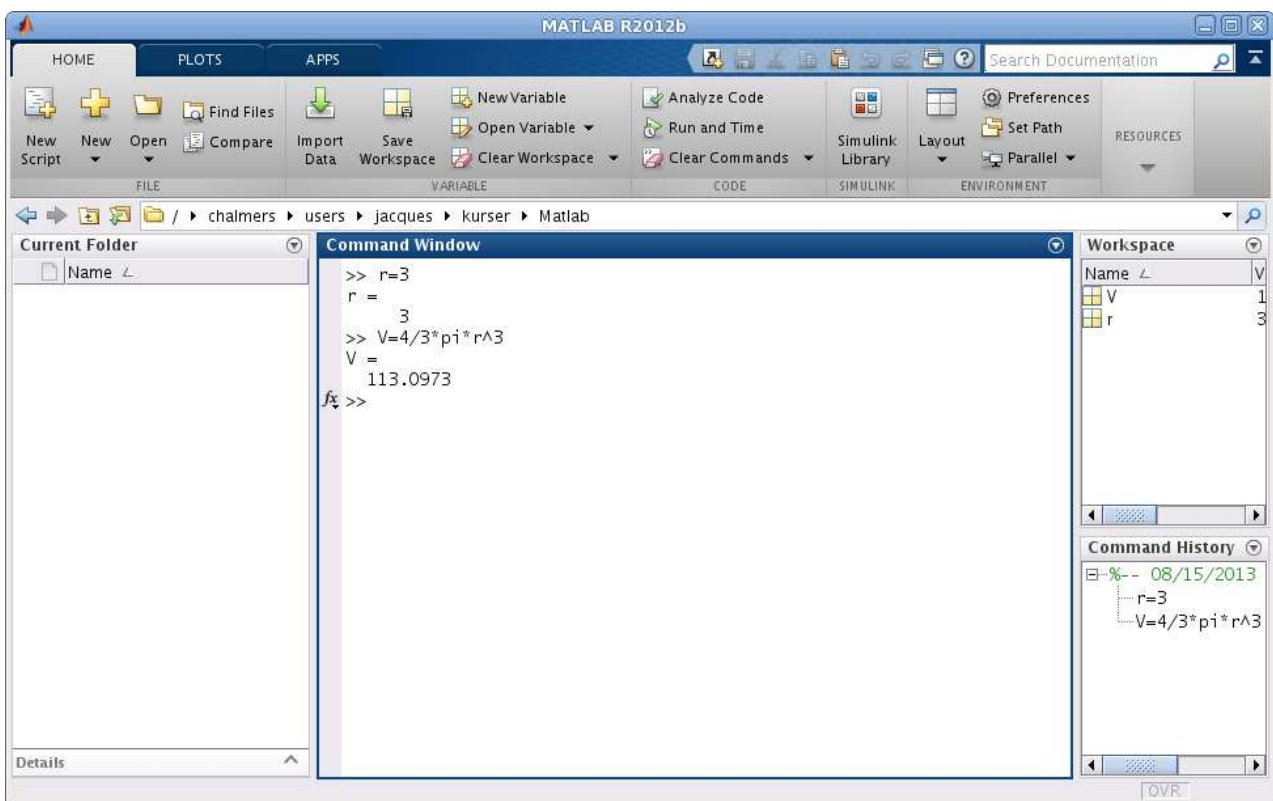 MATLAB R2012b
HOME PLOTS APPS Search Documentation
New Script New Open Find Files Compare
FILE
Import Data Save Workspace New Variable Open Variable Clear Workspace
VARIABLE
Analyze Code Run and Time Clear Commands
CODE
Simulink Library
SIMULINK
Layout Preferences Set Path Parallel
ENVIRONMENT
RESOURCES
/ chalmers users jacques kurser Matlab
Current Folder
Name
Details
Command Window
>> r=3
r =
3
>> V=4/3*pi*r^3
V =
113.0973
fx >>
Workspace
Name V
V 1
r 3
Command History
%-- 08/15/2013
r=3
V=4/3*pi*r^3
OVR